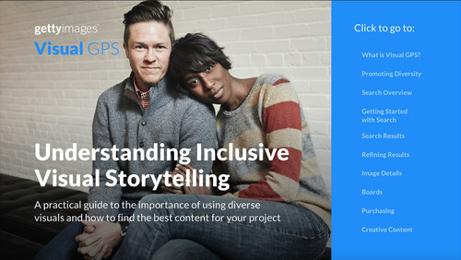 gettyimages
Visual GPS
Understanding Inclusive
Visual Storytelling
A practical guide to the importance of using diverse
visuals and how to find the best content for your project
Click to go to:
What is Visual GPS?
Promoting Diversity
Search Overview
Getting Started
with Search
Search Results
Refining Results
Image Details
Boards
Purchasing
Creative Content